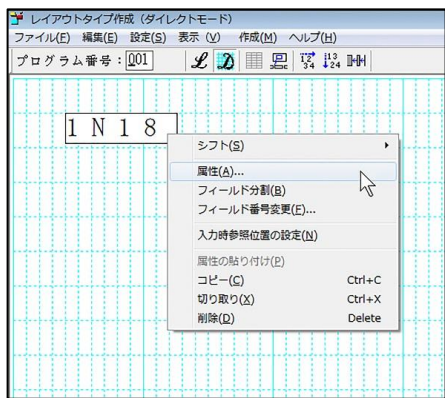 レイアウトタイプ作成 (ダイレクトモード)
ファイル(F) 編集(E) 設定(S) 表示 (V) 作成(M) ヘルプ(H)
プログラム番号:001
1N18
シフト(S)
属性(A)...
フィールド分割(B)
フィールド番号変更(F)...
入力時参照位置の設定(N)
属性の貼り付け(P)
コピー(C) Ctrl+C
切り取り(X) Ctrl+X
削除(D) Delete